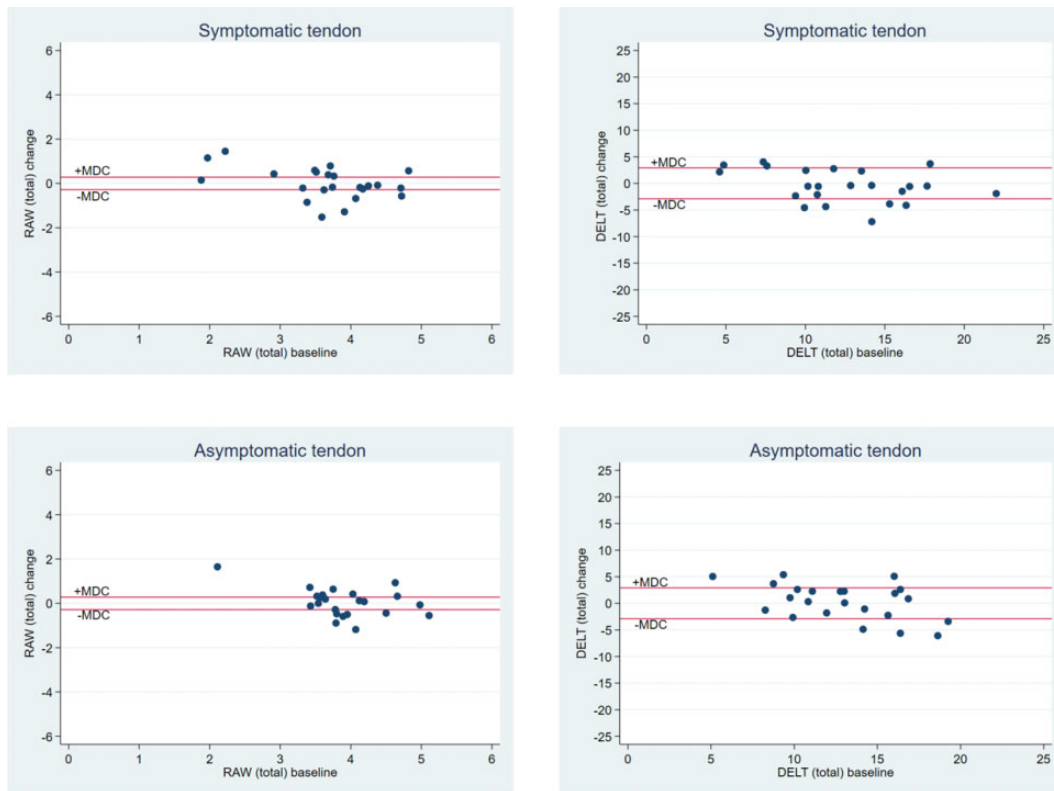 Symptomatic tendon
6
4
2
0
-2
-4
-6
RAW (total) change
+MDC
-MDC
0 1 2 3 4 5 6
RAW (total) baseline
Symptomatic tendon
25
20
15
10
5
0
-5
-10
-15
-20
-25
DELT (total) change
+MDC
-MDC
0 5 10 15 20 25
DELT (total) baseline
Asymptomatic tendon
6
4
2
0
-2
-4
-6
RAW (total) change
+MDC
-MDC
0 1 2 3 4 5 6
RAW (total) baseline
Asymptomatic tendon
25
20
15
10
5
0
-5
-10
-15
-20
-25
DELT (total) change
+MDC
-MDC
0 5 10 15 20 25
DELT (total) baseline